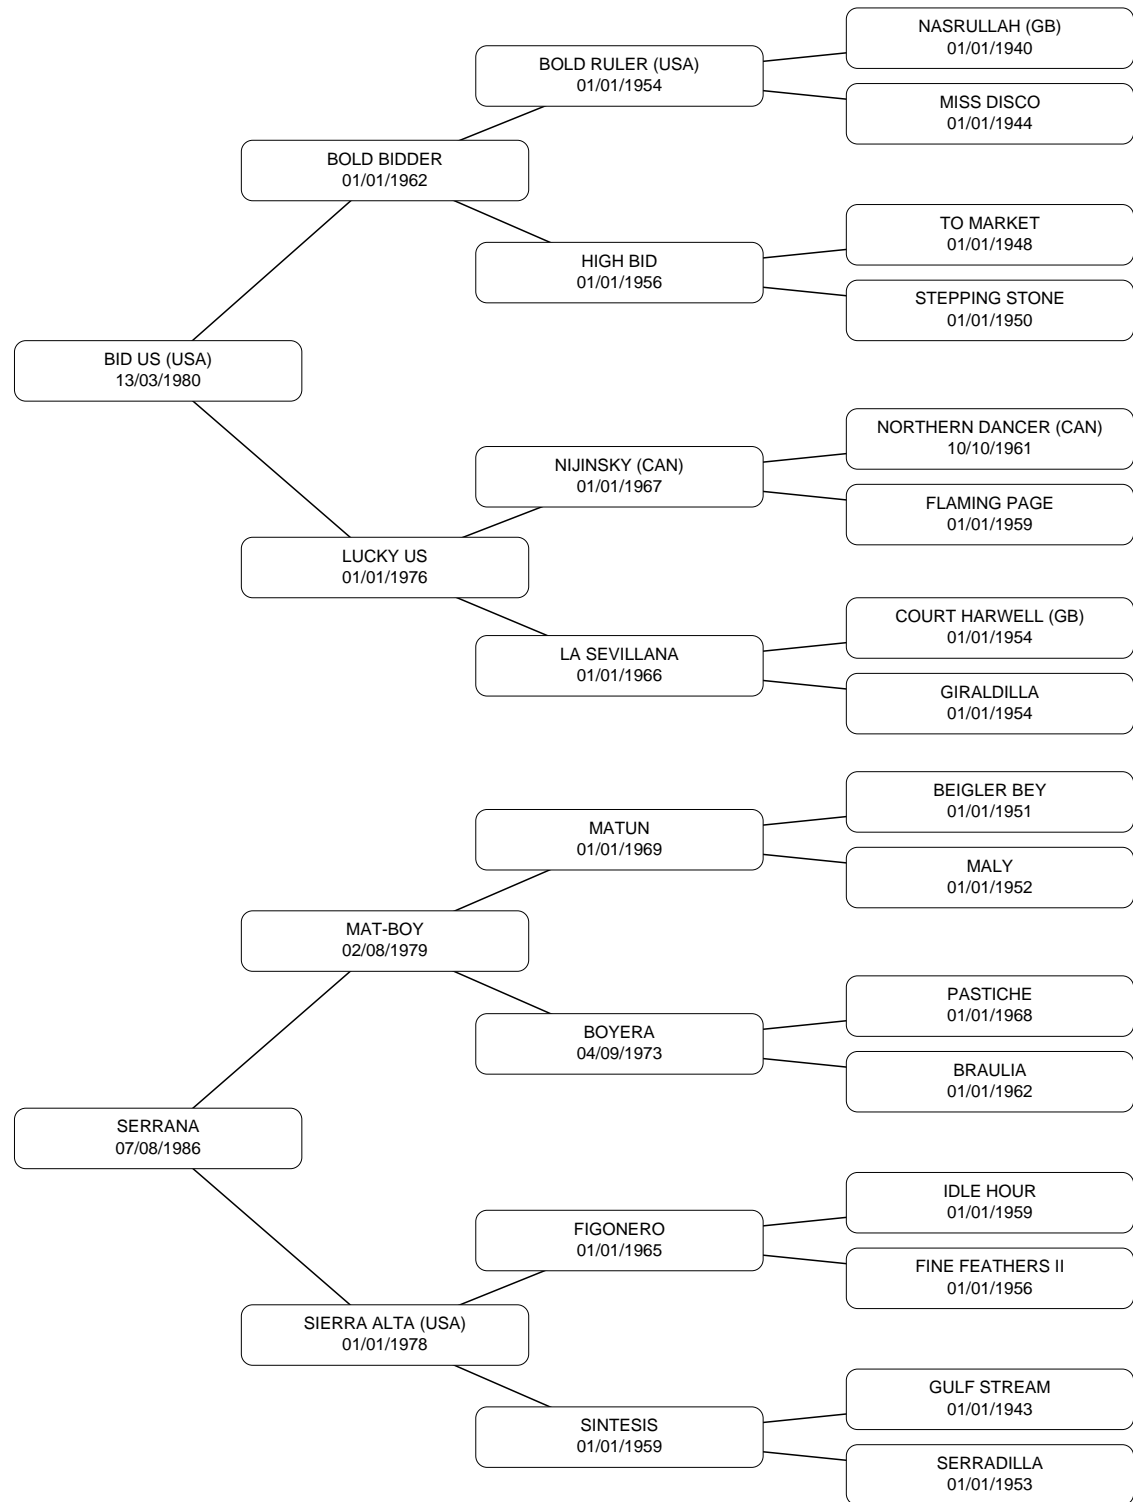 NASRULLAH (GB)
01/01/1940
BOLD RULER (USA)
01/01/1954
MISS DISCO
01/01/1944
BOLD BIDDER
01/01/1962
TO MARKET
01/01/1948
HIGH BID
01/01/1956
STEPPING STONE
01/01/1950
BID US (USA)
13/03/1980
NORTHERN DANCER (CAN)
10/10/1961
NIJINSKY (CAN)
01/01/1967
FLAMING PAGE
01/01/1959
LUCKY US
01/01/1976
COURT HARWELL (GB)
01/01/1954
LA SEVILLANA
01/01/1966
GIRALDILLA
01/01/1954
BEIGLER BEY
01/01/1951
MATUN
01/01/1969
MALY
01/01/1952
MAT-BOY
02/08/1979
PASTICHE
01/01/1968
BOYERA
04/09/1973
BRAULIA
01/01/1962
SERRANA
07/08/1986
IDLE HOUR
01/01/1959
FIGONERO
01/01/1965
FINE FEATHERS II
01/01/1956
SIERRA ALTA (USA)
01/01/1978
GULF STREAM
01/01/1943
SINTESIS
01/01/1959
SERRADILLA
01/01/1953